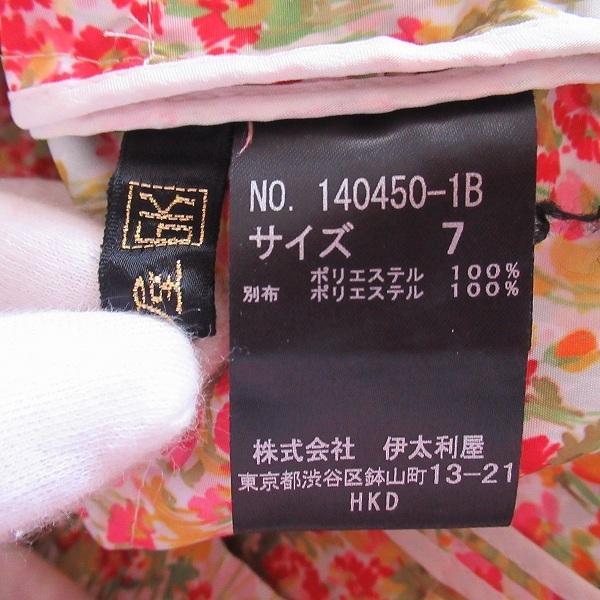 NO. 140450-1B
サイズ 7
ポリエステル 100%
別布 ポリエステル 100%
株式会社 伊太利屋
東京都渋谷区鉢山町13-21
HKD
屋
GKI